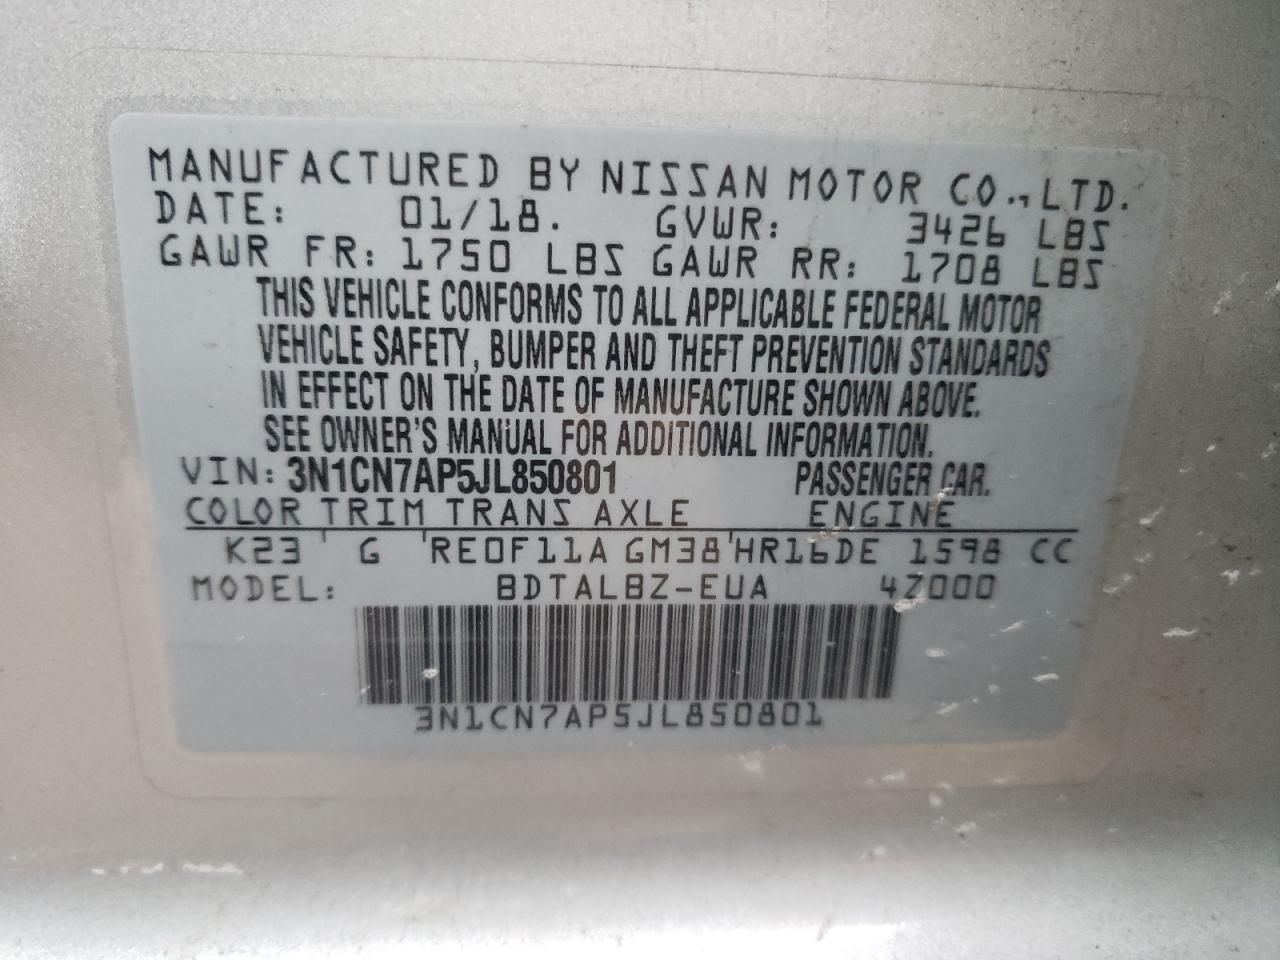 MANUFACTURED BY NISSAN MOTOR CO.,LTD.
DATE: 01/18. GVWR: 3426 LBS
GAWR FR: 1750 LBS GAWR RR: 1708 LBS
THIS VEHICLE CONFORMS TO ALL APPLICABLE FEDERAL MOTOR
VEHICLE SAFETY, BUMPER AND THEFT PREVENTION STANDARDS
IN EFFECT ON THE DATE OF MANUFACTURE SHOWN ABOVE.
SEE OWNER'S MANUAL FOR ADDITIONAL INFORMATION.
VIN: 3N1CN7AP5JL850801 PASSENGER CAR.
COLOR TRIM TRANS AXLE ENGINE
K23 ' G 'RE0F11A GM38'HR16DE 1598 CC
MODEL: BDTALBZ-EUA 4Z000
3N1CN7AP5JL850801